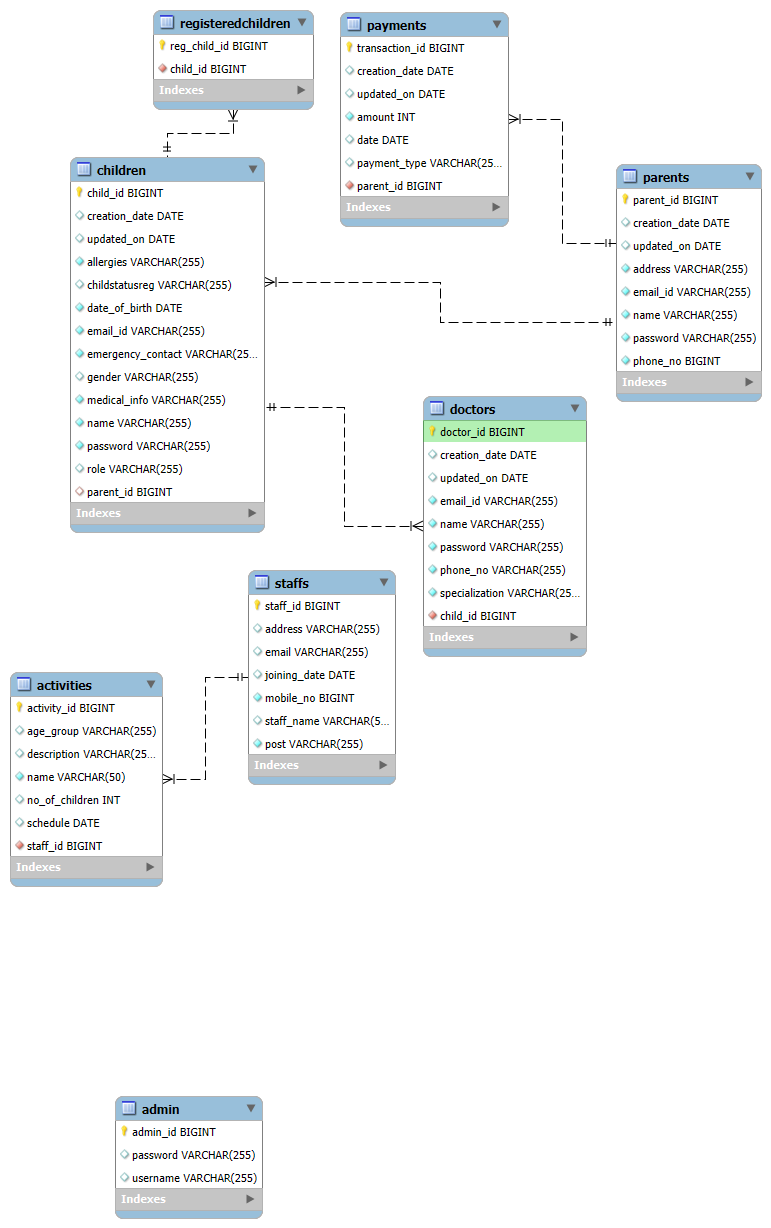 registeredchildren
reg_child_id BIGINT
child_id BIGINT
Indexes
payments
transaction_id BIGINT
creation_date DATE
updated_on DATE
amount INT
date DATE
payment_type VARCHAR(25...
parent_id BIGINT
Indexes
children
child_id BIGINT
creation_date DATE
updated_on DATE
allergies VARCHAR(255)
childstatusreg VARCHAR(255)
date_of_birth DATE
email_id VARCHAR(255)
emergency_contact VARCHAR(25...
gender VARCHAR(255)
medical_info VARCHAR(255)
name VARCHAR(255)
password VARCHAR(255)
role VARCHAR(255)
parent_id BIGINT
Indexes
parents
parent_id BIGINT
creation_date DATE
updated_on DATE
address VARCHAR(255)
email_id VARCHAR(255)
name VARCHAR(255)
password VARCHAR(255)
phone_no BIGINT
Indexes
doctors
doctor_id BIGINT
creation_date DATE
updated_on DATE
email_id VARCHAR(255)
name VARCHAR(255)
password VARCHAR(255)
phone_no VARCHAR(255)
specialization VARCHAR(25...
child_id BIGINT
Indexes
staffs
staff_id BIGINT
address VARCHAR(255)
email VARCHAR(255)
joining_date DATE
mobile_no BIGINT
staff_name VARCHAR(5...
post VARCHAR(255)
Indexes
activities
activity_id BIGINT
age_group VARCHAR(255)
description VARCHAR(25...
name VARCHAR(50)
no_of_children INT
schedule DATE
staff_id BIGINT
Indexes
admin
admin_id BIGINT
password VARCHAR(255)
username VARCHAR(255)
Indexes